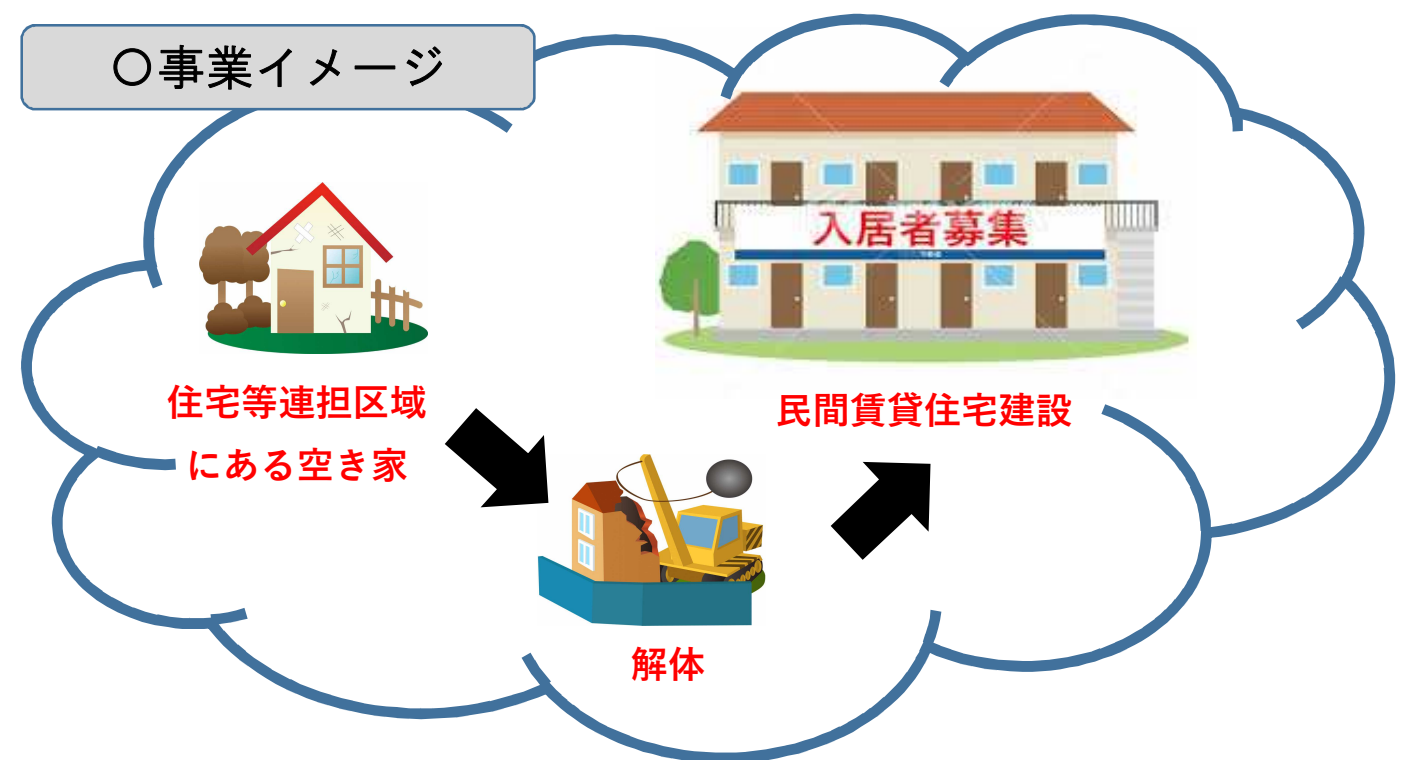 〇事業イメージ
入居者募集
住宅等連担区域
にある空き家
民間賃貸住宅建設
解体